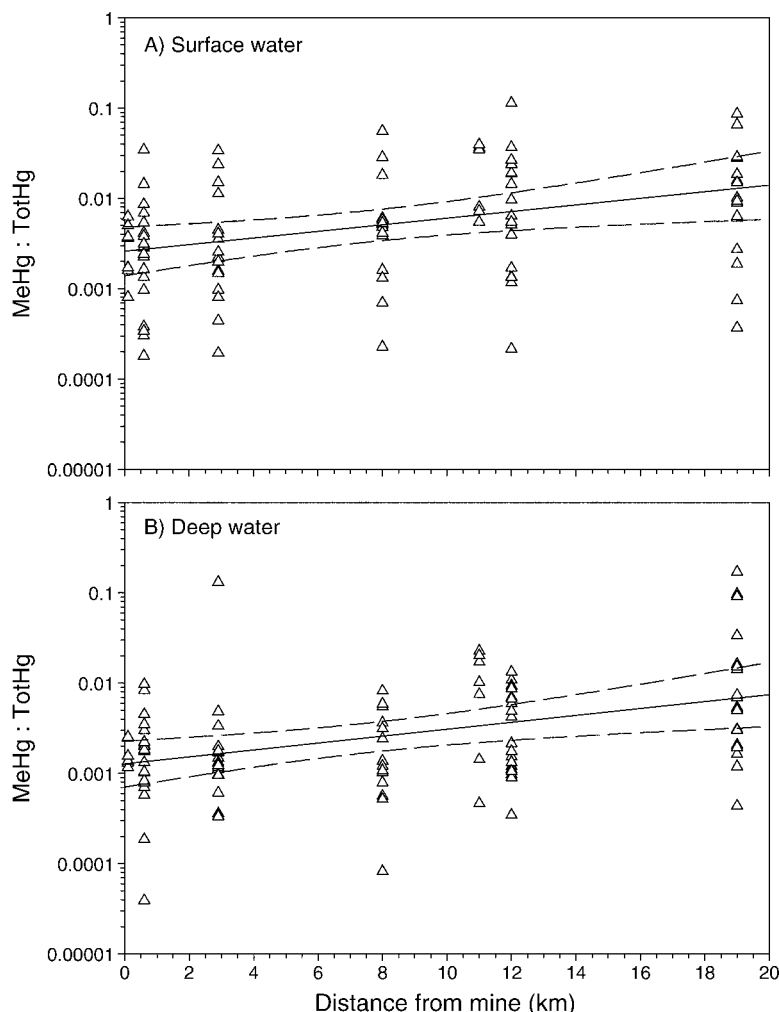 A) Surface water
1
0.1
0.01
0.001
0.0001
0.00001
MeHg : TotHg
B) Deep water
1
0.1
0.01
0.001
0.0001
0.00001
MeHg : TotHg
0 2 4 6 8 10 12 14 16 18 20
Distance from mine (km)